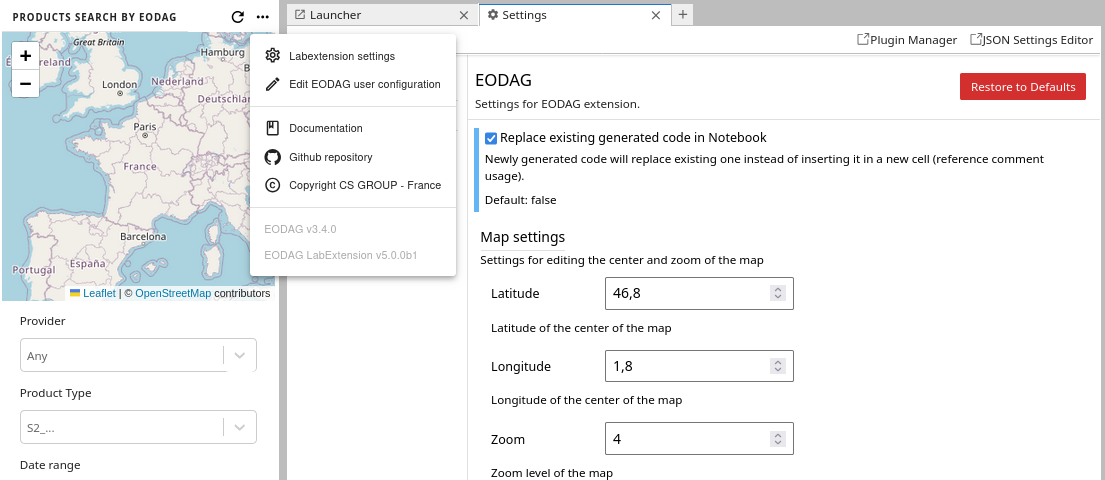 PRODUCTS SEARCH BY EODAG
Launcher
Settings
Plugin Manager
JSON Settings Editor
+
−
Great Britain
Hamburg
London
Nederland
Deutschl
Paris
France
Barcelona
España
Portugal
Leaflet | © OpenStreetMap contributors
Labextension settings
Edit EODAG user configuration
Documentation
Github repository
Copyright CS GROUP - France
EODAG v3.4.0
EODAG LabExtension v5.0.0b1
Provider
Any
Product Type
S2_...
Date range
EODAG
Restore to Defaults
Settings for EODAG extension.
Replace existing generated code in Notebook
Newly generated code will replace existing one instead of inserting it in a new cell (reference comment
usage).
Default: false
Map settings
Settings for editing the center and zoom of the map
Latitude
46,8
Latitude of the center of the map
Longitude
1,8
Longitude of the center of the map
Zoom
4
Zoom level of the map